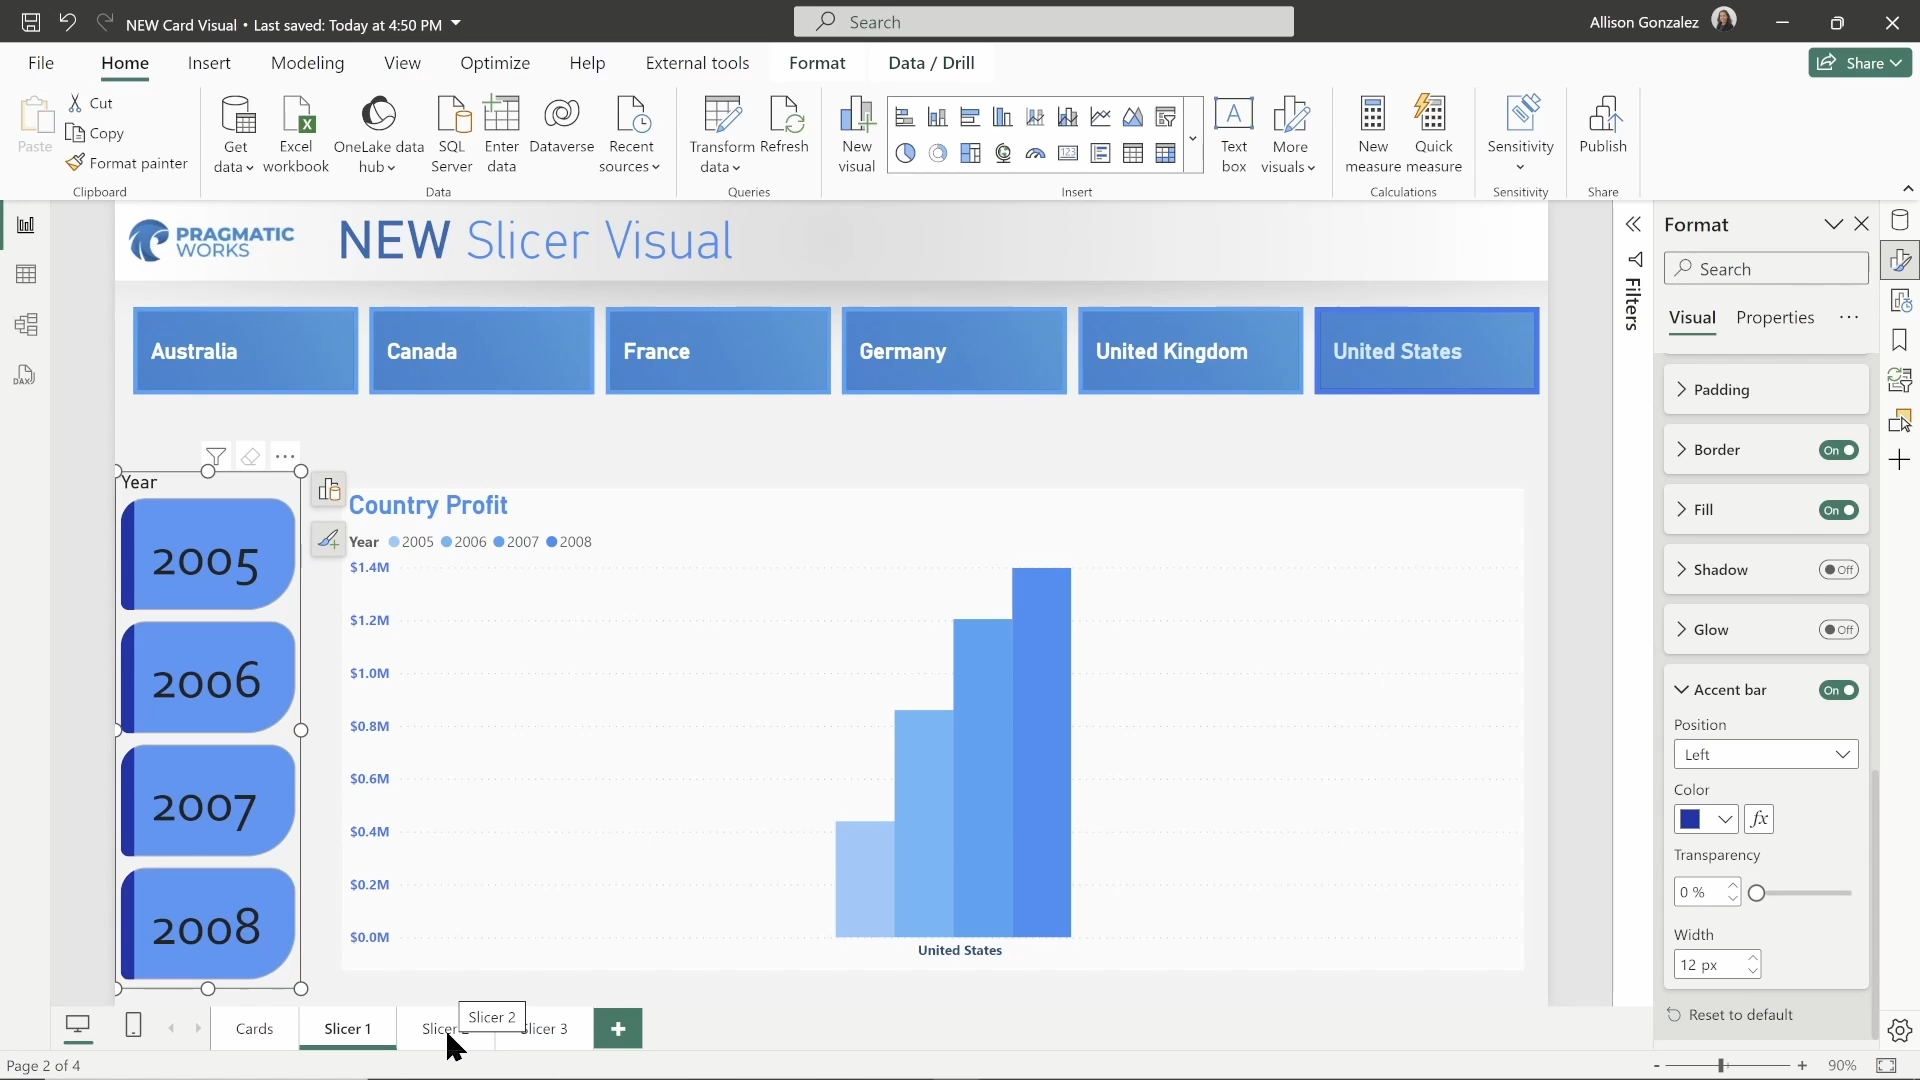 NEW Card Visual • Last saved: Today at 4:50 PM
Search
Allison Gonzalez
File
Home
Insert
Modeling
View
Optimize
Help
External tools
Format
Data / Drill
Share
Paste
Cut
Copy
Format painter
Clipboard
Get data
Excel workbook
OneLake data hub
SQL Server
Enter data
Dataverse
Recent sources
Data
Transform data
Refresh
Queries
New visual
123
A
Text box
More visuals
Insert
New measure
Quick measure
Calculations
Sensitivity
Sensitivity
Publish
Share
DAX
PRAGMATIC
WORKS
NEW Slicer Visual
Australia
Canada
France
Germany
United Kingdom
United States
Year
2005
2006
2007
2008
Country Profit
Year 2005 2006 2007 2008
$1.4M
$1.2M
$1.0M
$0.8M
$0.6M
$0.4M
$0.2M
$0.0M
United States
Filters
Format
Search
Visual
Properties
Padding
Border
On
Fill
On
Shadow
Off
Glow
Off
Accent bar
On
Position
Left
Color
fx
Transparency
0 %
Width
12 px
Reset to default
Cards
Slicer 1
Slicer 2
Slicer 2
Slicer 3
Page 2 of 4
90%